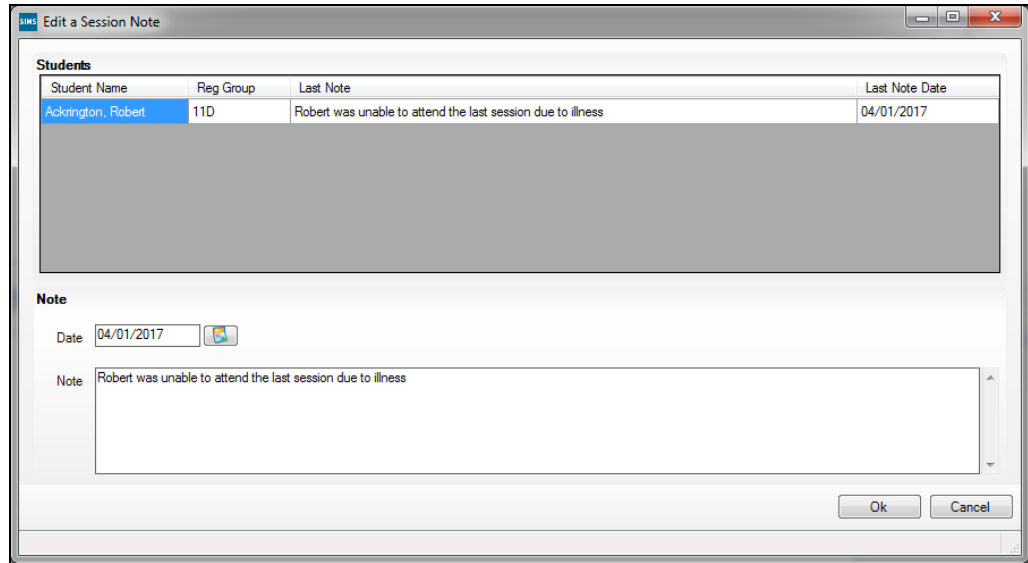 SIMS Edit a Session Note
Students
Student Name Reg Group Last Note Last Note Date
Ackrington, Robert 11D Robert was unable to attend the last session due to illness 04/01/2017
Note
Date 04/01/2017
Note Robert was unable to attend the last session due to illness
Ok Cancel